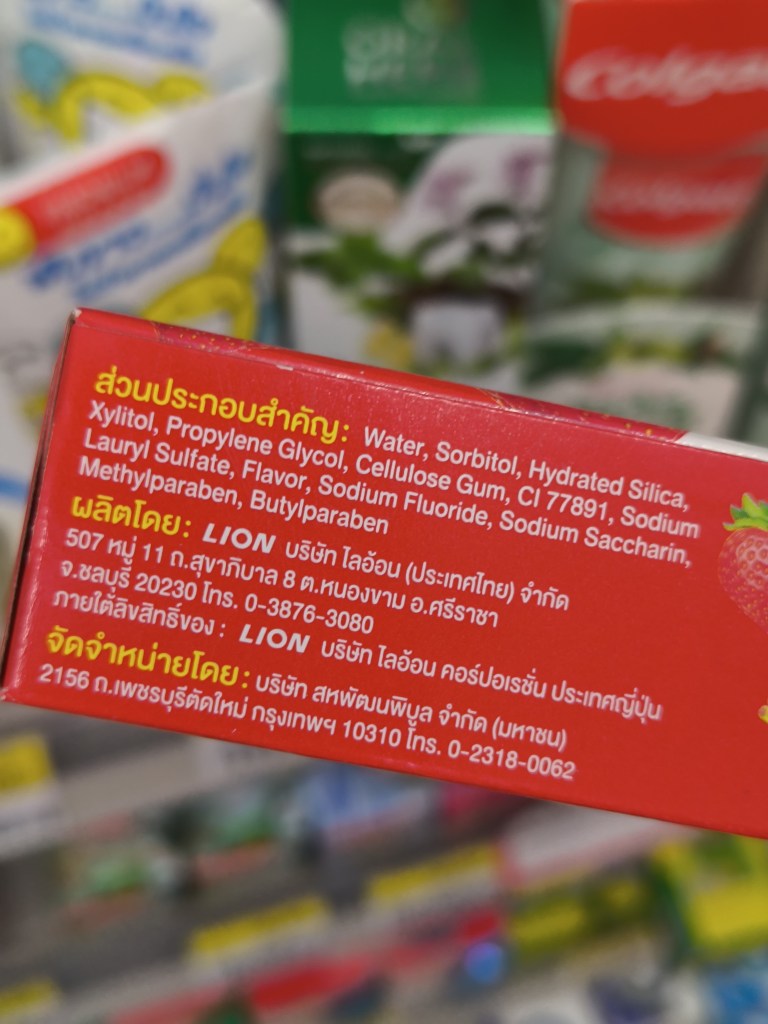 Colgate
Colgate
ส่วนประกอบสำคัญ: Water, Sorbitol, Hydrated Silica,
Xylitol, Propylene Glycol, Cellulose Gum, CI 77891, Sodium
Lauryl Sulfate, Flavor, Sodium Fluoride, Sodium Saccharin,
Methylparaben, Butylparaben
ผลิตโดย: LION บริษัท ไลอ้อน (ประเทศไทย) จำกัด
507 หมู่ 11 ถ.สุขาภิบาล 8 ต.หนองขาม อ.ศรีราชา
จ.ชลบุรี 20230 โทร. 0-3876-3080
ภายใต้ลิขสิทธิ์ของ : LION บริษัท ไลอ้อน คอร์ปอเรชั่น ประเทศญี่ปุ่น
จัดจำหน่ายโดย: บริษัท สหพัฒนพิบูล จำกัด (มหาชน)
2156 ถ.เพชรบุรีตัดใหม่ กรุงเทพฯ 10310 โทร. 0-2318-0062